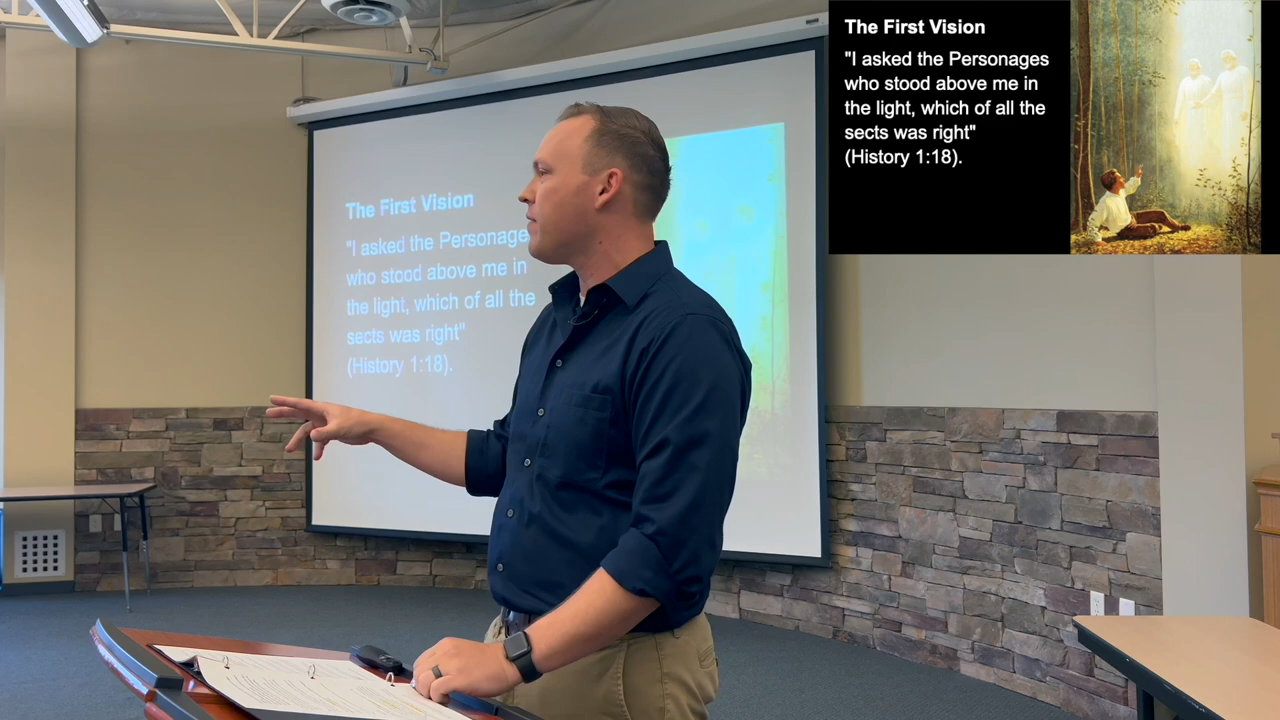 The First Vision
"I asked the Personages
who stood above me in
the light, which of all the
sects was right"
(History 1:18).
The First Vision
"I asked the Personage
who stood above me in
the light, which of all the
sects was right"
(History 1:18).